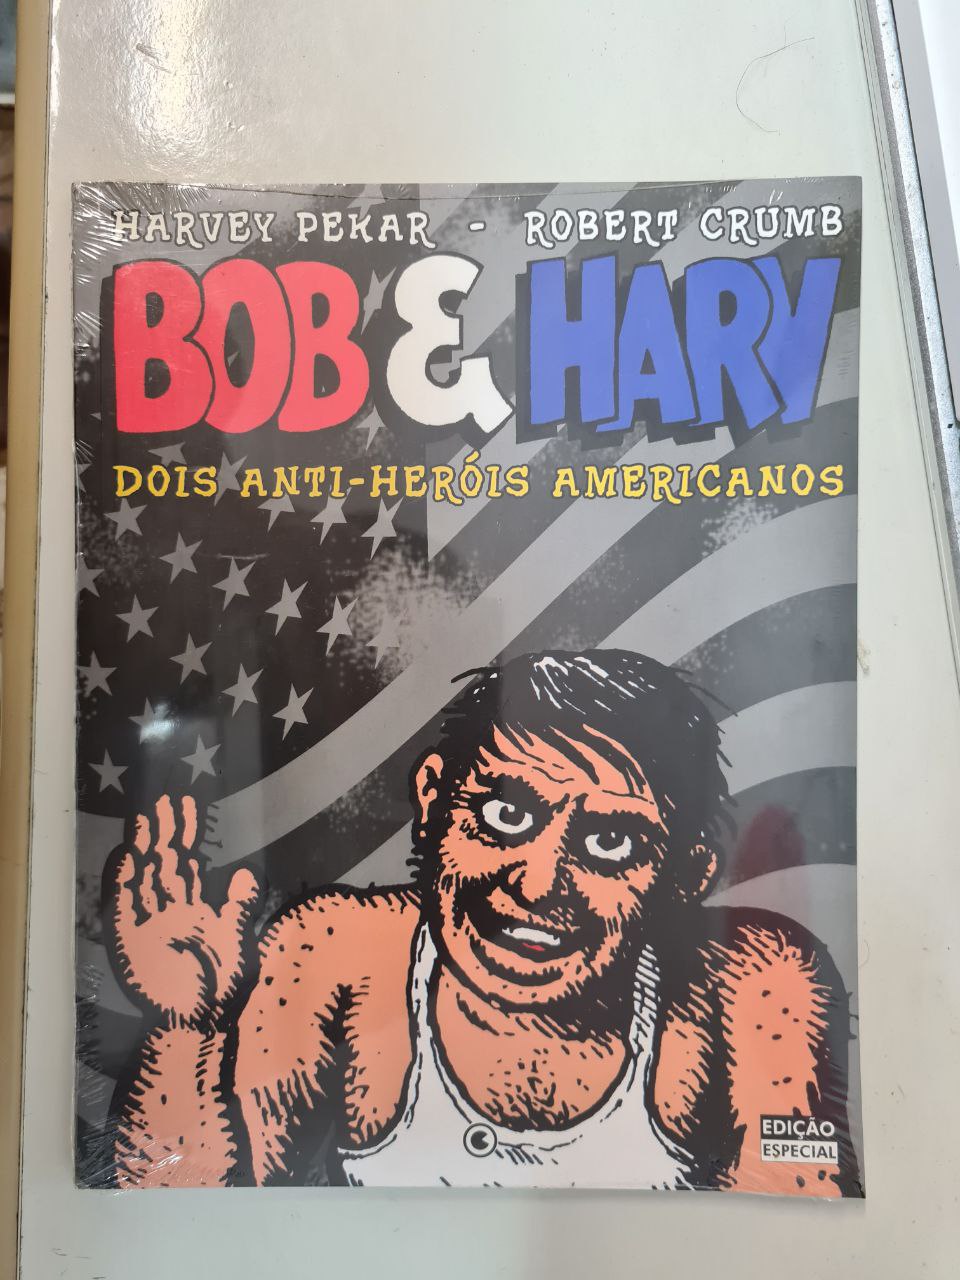 HARVEY PEKAR - ROBERT CRUMB
BOB & HARV
DOIS ANTI-HERÓIS AMERICANOS
EDIÇÃO
ESPECIAL